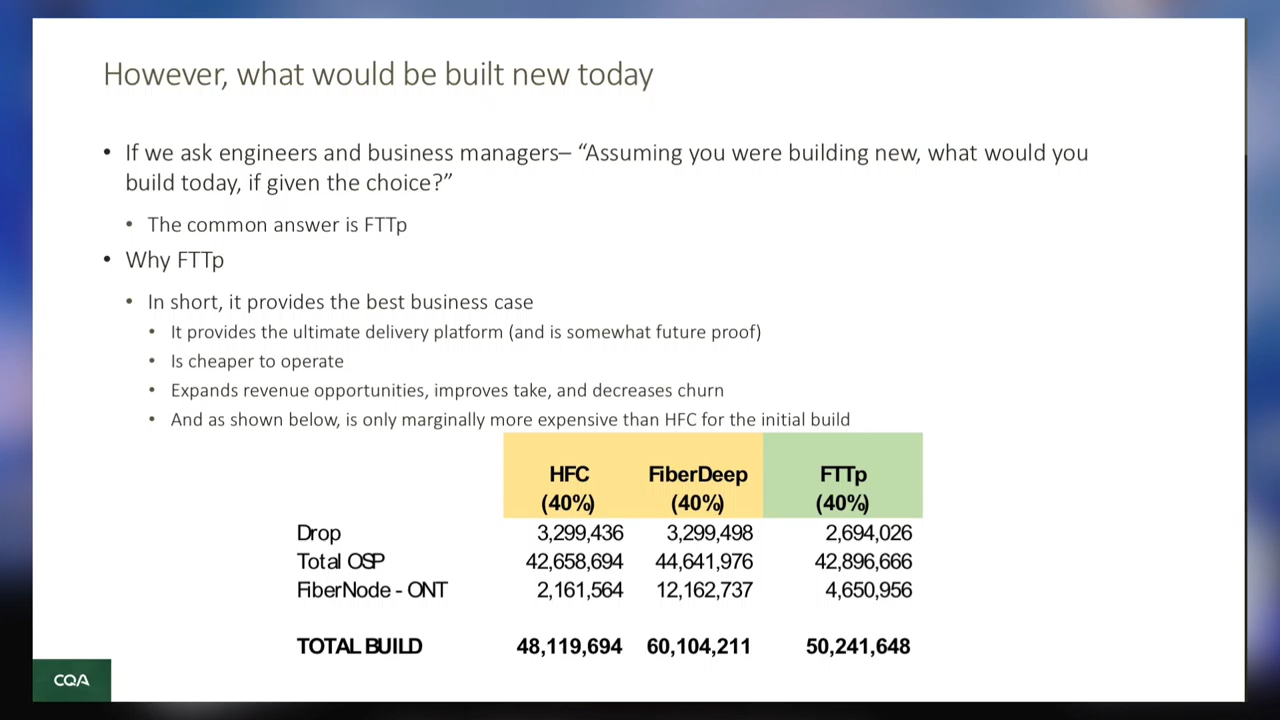 However, what would be built new today
• If we ask engineers and business managers– “Assuming you were building new, what would you
build today, if given the choice?”
• The common answer is FTTp
• Why FTTp
• In short, it provides the best business case
• It provides the ultimate delivery platform (and is somewhat future proof)
• Is cheaper to operate
• Expands revenue opportunities, improves take, and decreases churn
• And as shown below, is only marginally more expensive than HFC for the initial build
HFC FiberDeep FTTp
(40%) (40%) (40%)
Drop 3,299,436 3,299,498 2,694,026
Total OSP 42,658,694 44,641,976 42,896,666
FiberNode - ONT 2,161,564 12,162,737 4,650,956
TOTAL BUILD 48,119,694 60,104,211 50,241,648
CQA